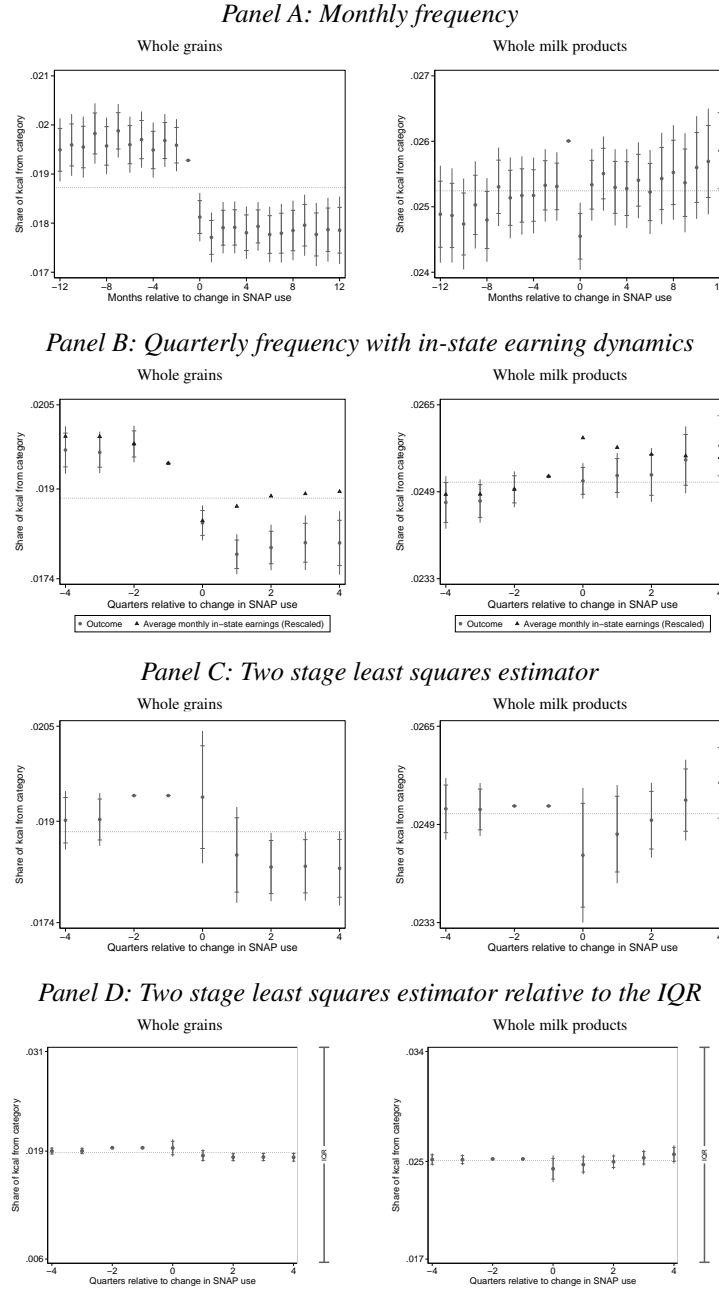 Panel A: Monthly frequency
Whole grains
Whole milk products
Share of kcal from category
.021
.02
.019
.018
.017
−12
−8
−4
0
4
8
12
Months relative to change in SNAP use
Share of kcal from category
.027
.026
.025
.024
−12
−8
−4
0
4
8
Months relative to change in SNAP use
Panel B: Quarterly frequency with in-state earning dynamics
Whole grains
Whole milk products
Share of kcal from category
.0205
.019
.0174
−4
−2
0
2
4
Quarters relative to change in SNAP use
Outcome
Average monthly in−state earnings (Rescaled)
Share of kcal from category
.0265
.0249
.0233
−4
−2
0
2
4
Quarters relative to change in SNAP use
Outcome
Average monthly in−state earnings (Rescaled)
Panel C: Two stage least squares estimator
Whole grains
Whole milk products
Share of kcal from category
.0205
.019
.0174
−4
−2
0
2
4
Quarters relative to change in SNAP use
Share of kcal from category
.0265
.0249
.0233
−4
−2
0
2
4
Quarters relative to change in SNAP use
Panel D: Two stage least squares estimator relative to the IQR
Whole grains
Whole milk products
Share of kcal from category
.031
.019
.006
−4
−2
0
2
4
Quarters relative to change in SNAP use
IQR
Share of kcal from category
.034
.025
.017
−4
−2
0
2
4
Quarters relative to change in SNAP use
IQR